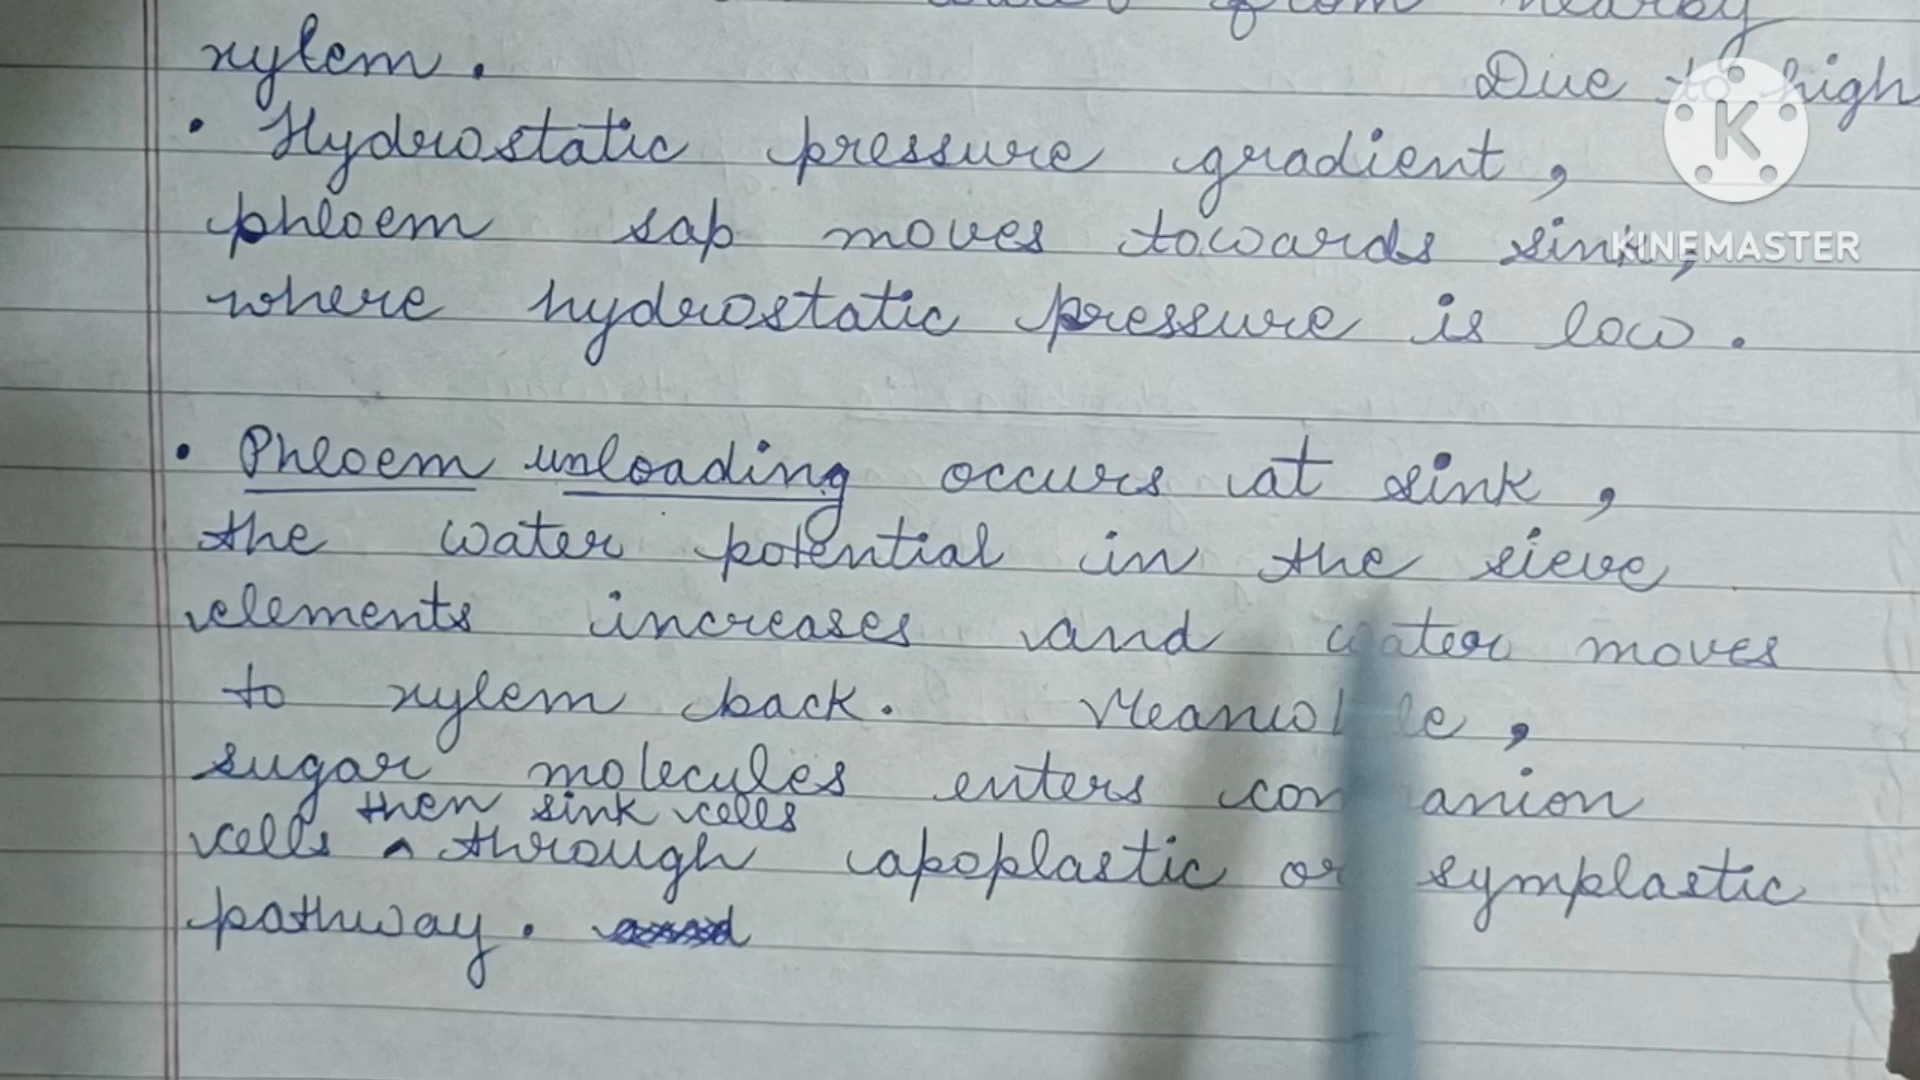 from nearby
xylem. Due to high
• Hydrostatic pressure gradient,
phloem sap moves towards sink,
where hydrostatic pressure is low.
• Phloem unloading occurs at sink,
the water potential in the sieve
elements increases and water moves
to xylem back. Meanwhile,
sugar molecules enters companion
then sink cells
cells ^ through apoplastic or symplastic
pathway.
K
KINEMASTER